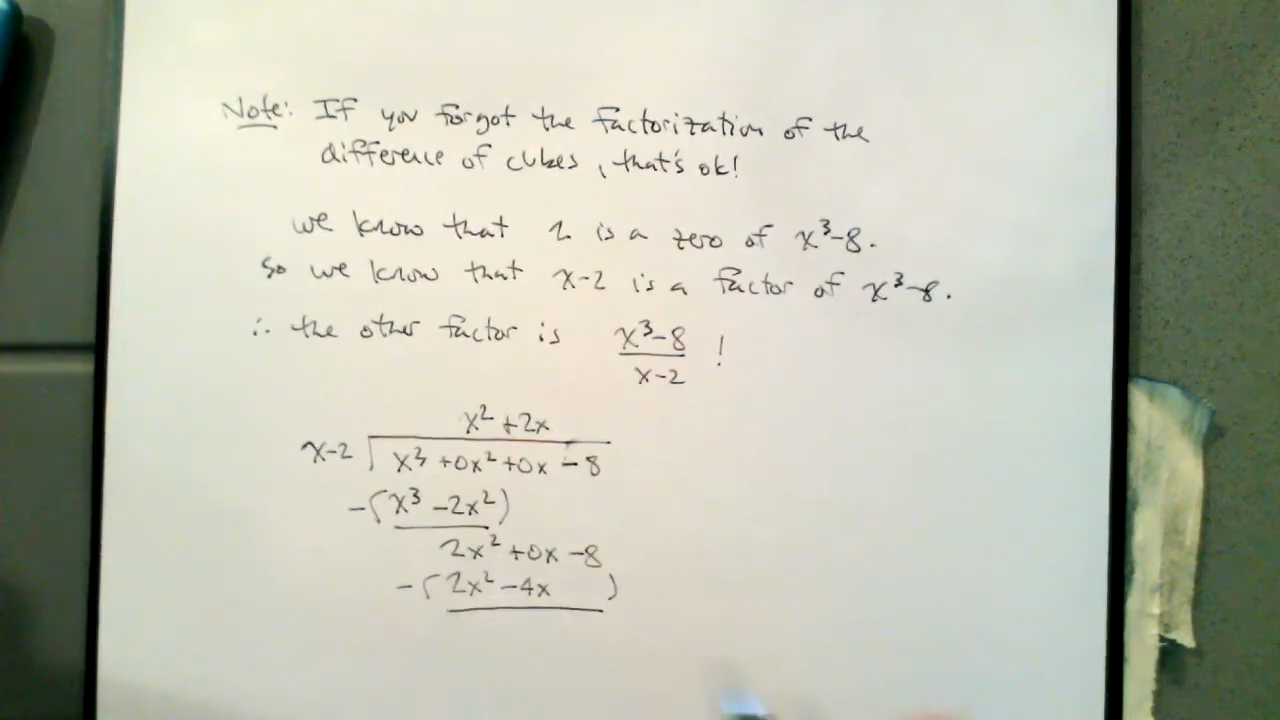 Note: If you forgot the factorization of the
difference of cubes, that's ok!
we know that 2 is a zero of x³-8.
So we know that x-2 is a factor of x³-8.
∴ the other factor is x³-8 / x-2 !
x² +2x
x-2 ) x³ +0x² +0x -8
-(x³ -2x²)
2x² +0x -8
-(2x² -4x )